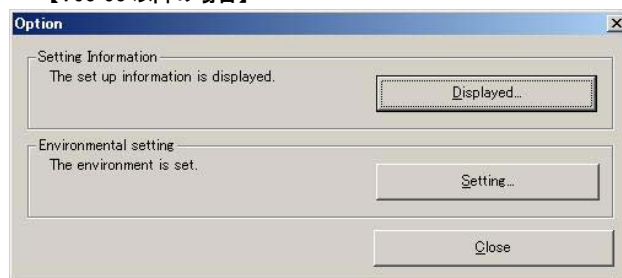 Option
Setting Information
The set up information is displayed.
Displayed...
Environmental setting
The environment is set.
Setting...
Close